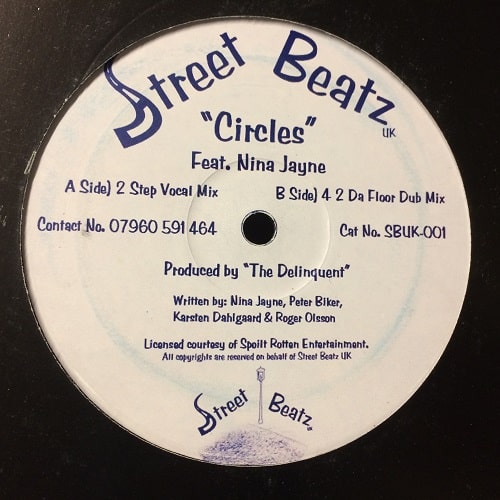 Street Beatz UK
"Circles"
Feat. Nina Jayne
A Side) 2 Step Vocal Mix
B Side) 4 2 Da Floor Dub Mix
Contact No. 07960 591 464
Cat No. SBUK-001
Produced by "The Delinquent"
Written by: Nina Jayne, Peter Biker,
Karsten Dahlgaard & Roger Olsson
Licensed courtesy of Spoilt Rotten Entertainment.
All copyrights are reserved on behalf of Street Beatz UK
Street Beatz UK